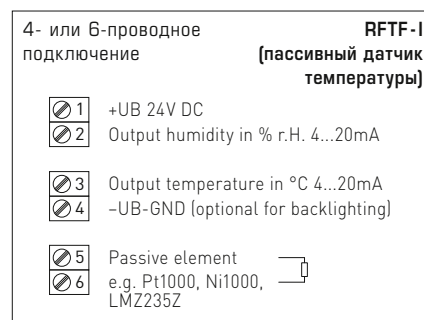 4- или 6-проводное подключение
RFTF-I
(пассивный датчик температуры)
1 +UB 24V DC
2 Output humidity in % r.H. 4...20mA
3 Output temperature in °C 4...20mA
4 –UB-GND (optional for backlighting)
5 Passive element
6 e.g. Pt1000, Ni1000,
LMZ235Z